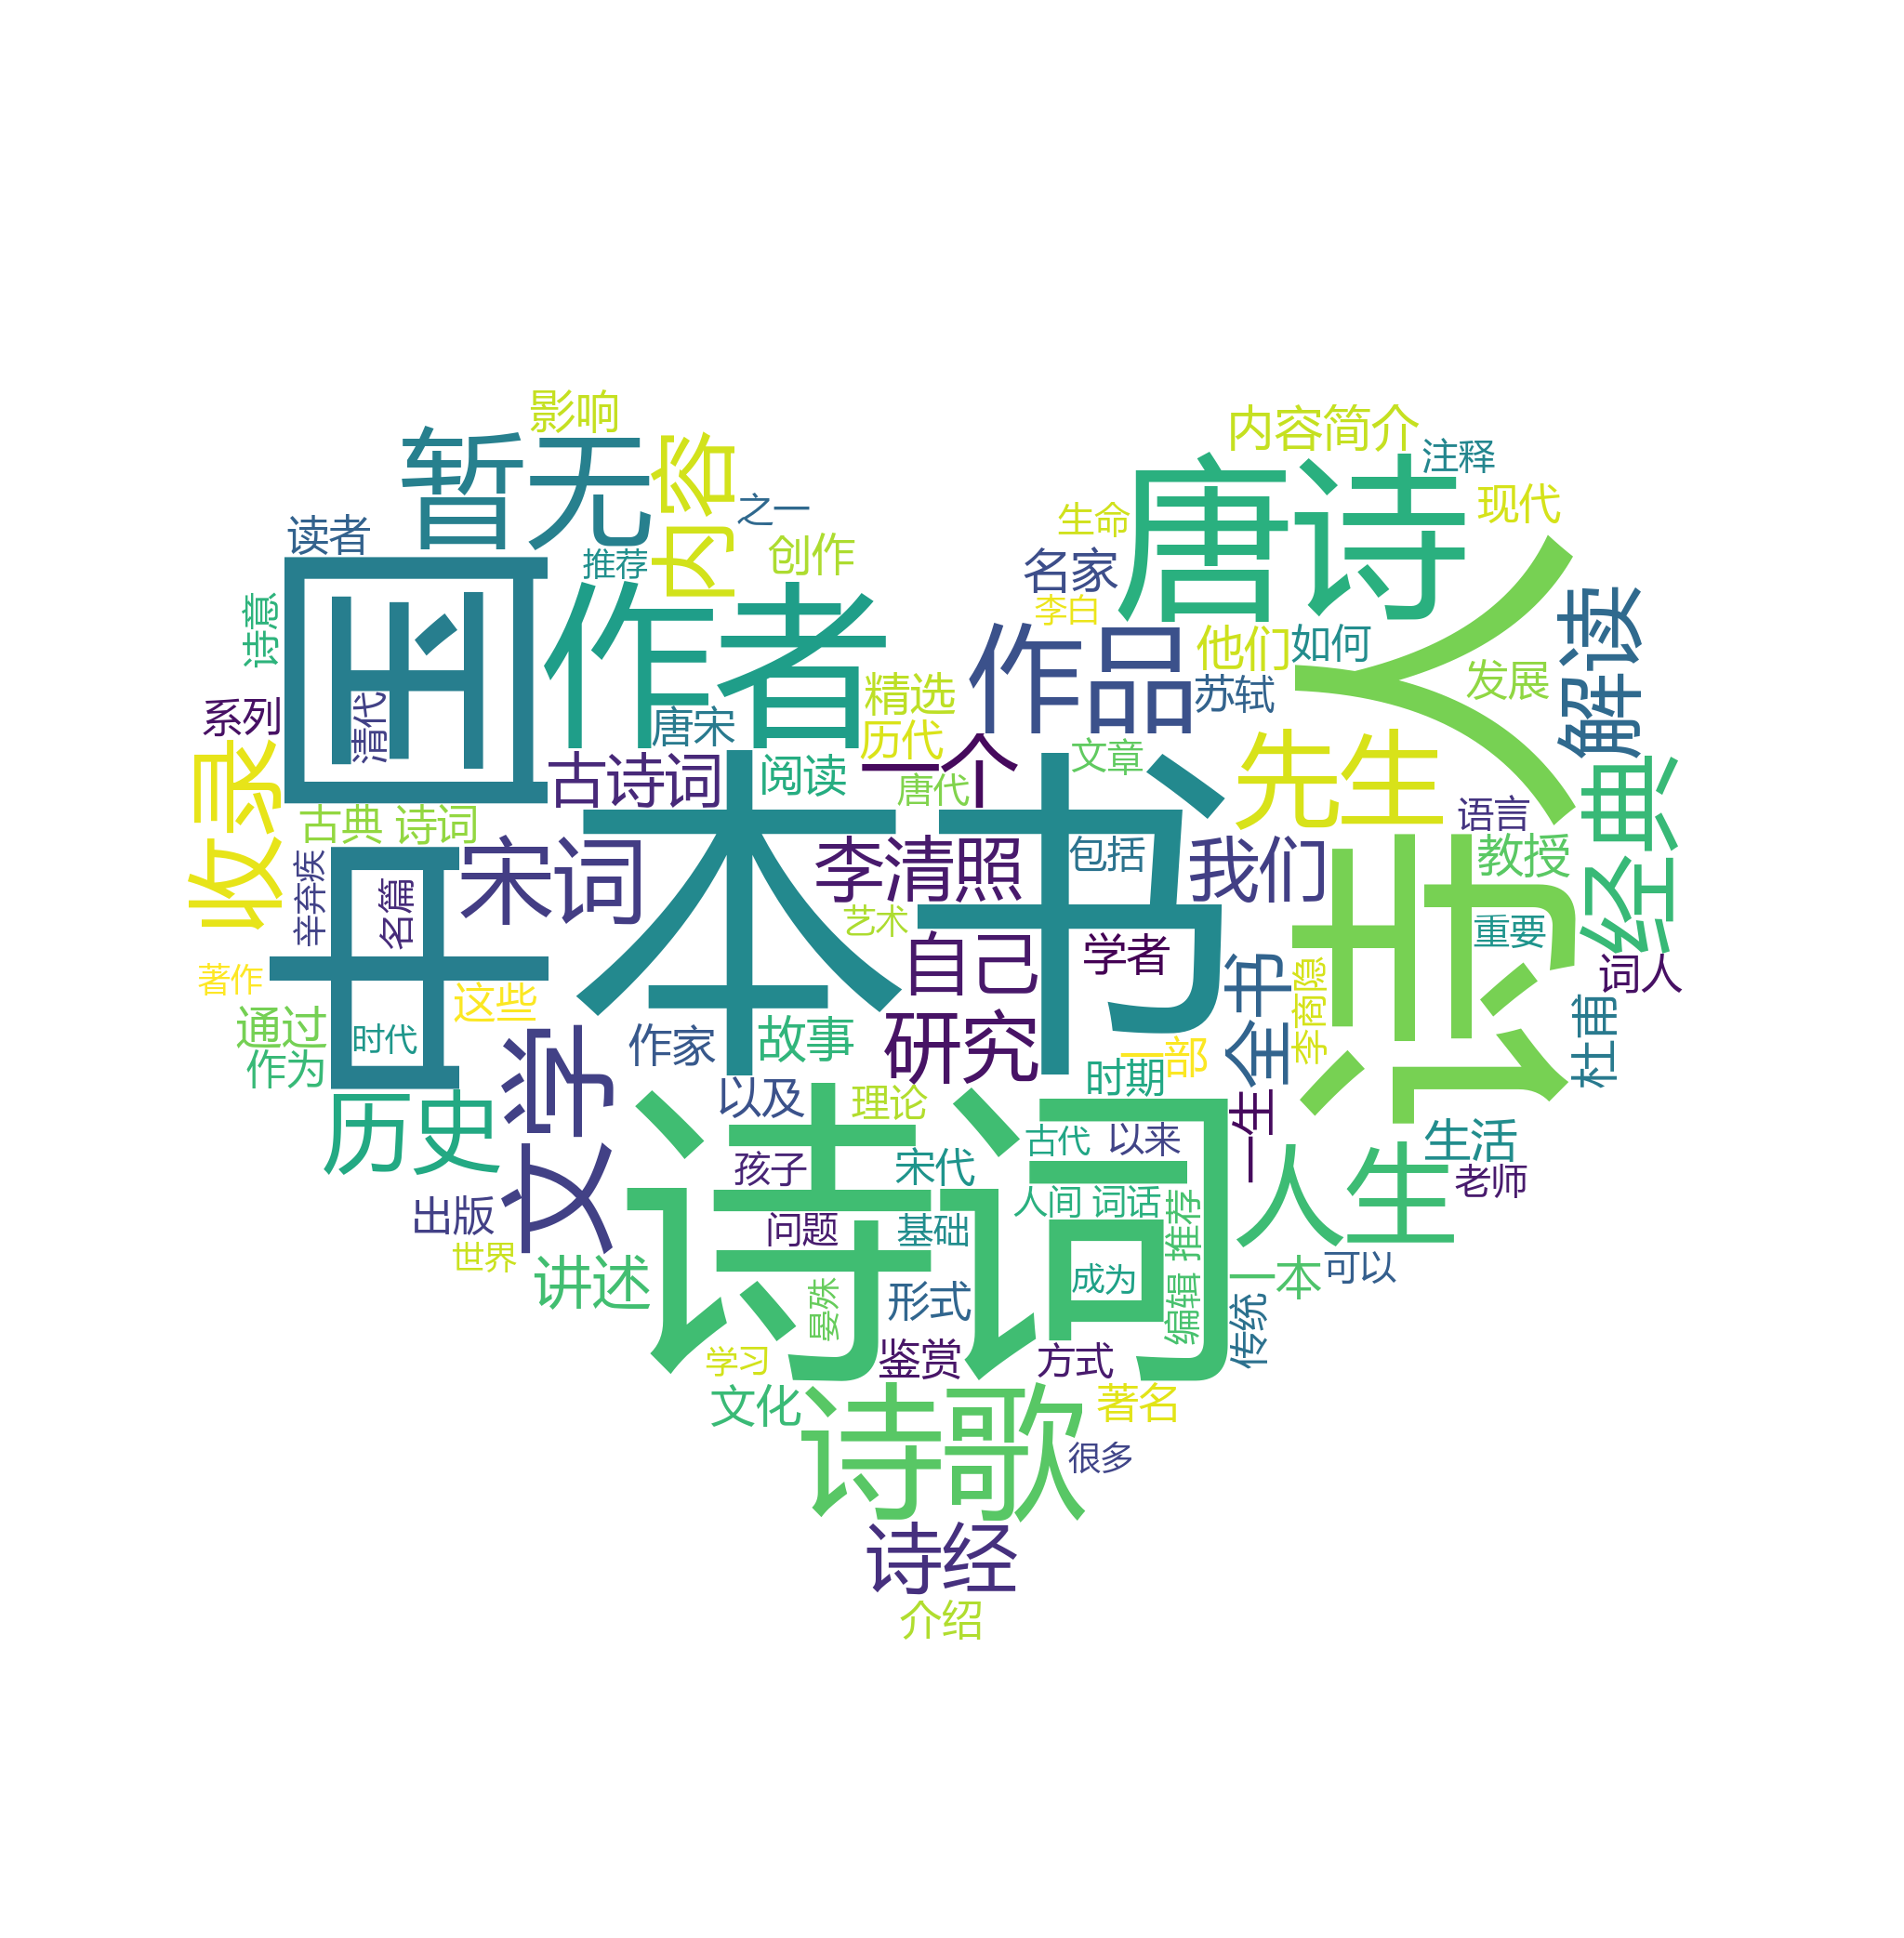 影响
内容简介
暂无
内容
注释
唐诗
之一
现代
生命
读者
创作
推荐
名家
诗人
解读
中国
作者
李白
诗意
作品
他们
如何
发展
苏轼
精选
系列
清代
唐宋
历代
一个
文章
先生
收录
古诗词
阅读
唐代
本书
语言
经典
古典 诗词
宋词
李清照
包括
我们
教授
辛弃疾
名篇
艺术
重要
自己
学者
全书
李商隐
词人
著作
这些
杜甫
通过
时代
作家
故事
研究
一部
作为
时期
文学
以及
理论
一生
历史
诗词
古代
以来
生活
孩子
宋代
人生
老师
出版
人间 词话
编辑 推荐
问题
基础
世界
讲述
成为
一本
可以
晏殊
形式
传统
学习
鉴赏
方式
文化
诗歌
著名
很多
诗经
介绍